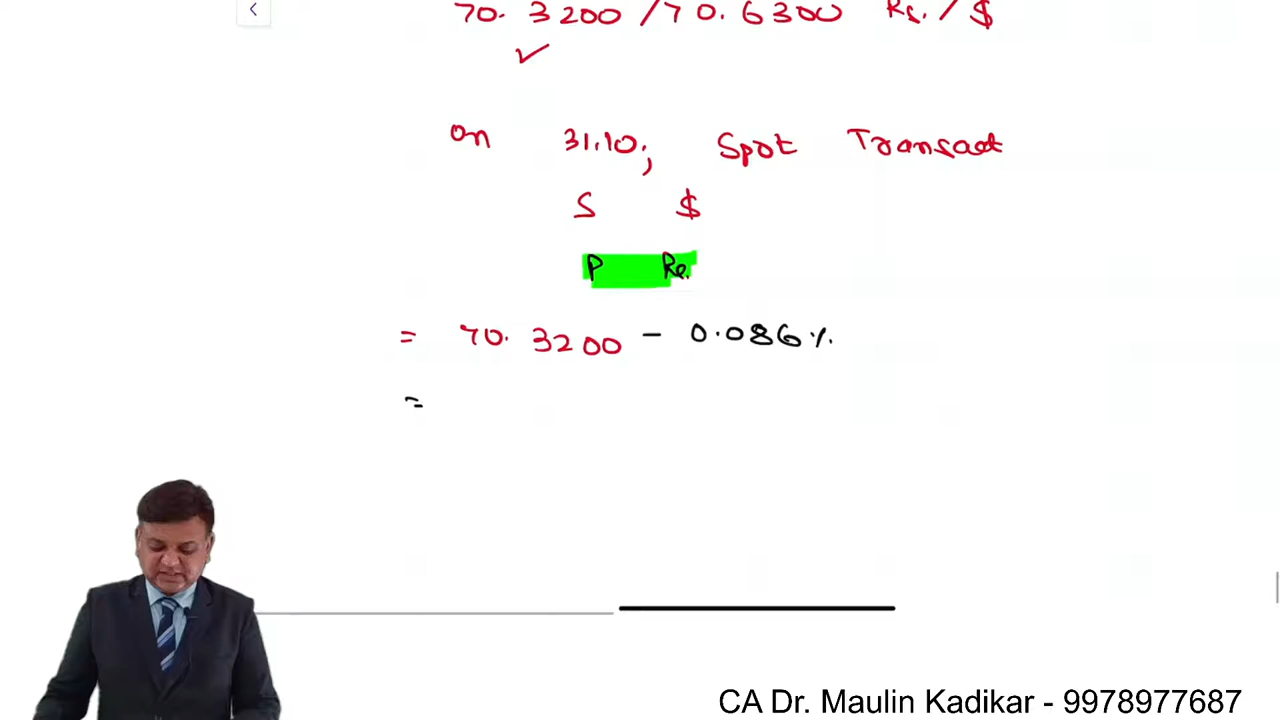 70. 3200 / 70. 6300 Rs. / $
On 31.10; Spot Transact
S $
P Rs.
= 70. 3200 - 0.086%
=
CA Dr. Maulin Kadikar - 9978977687